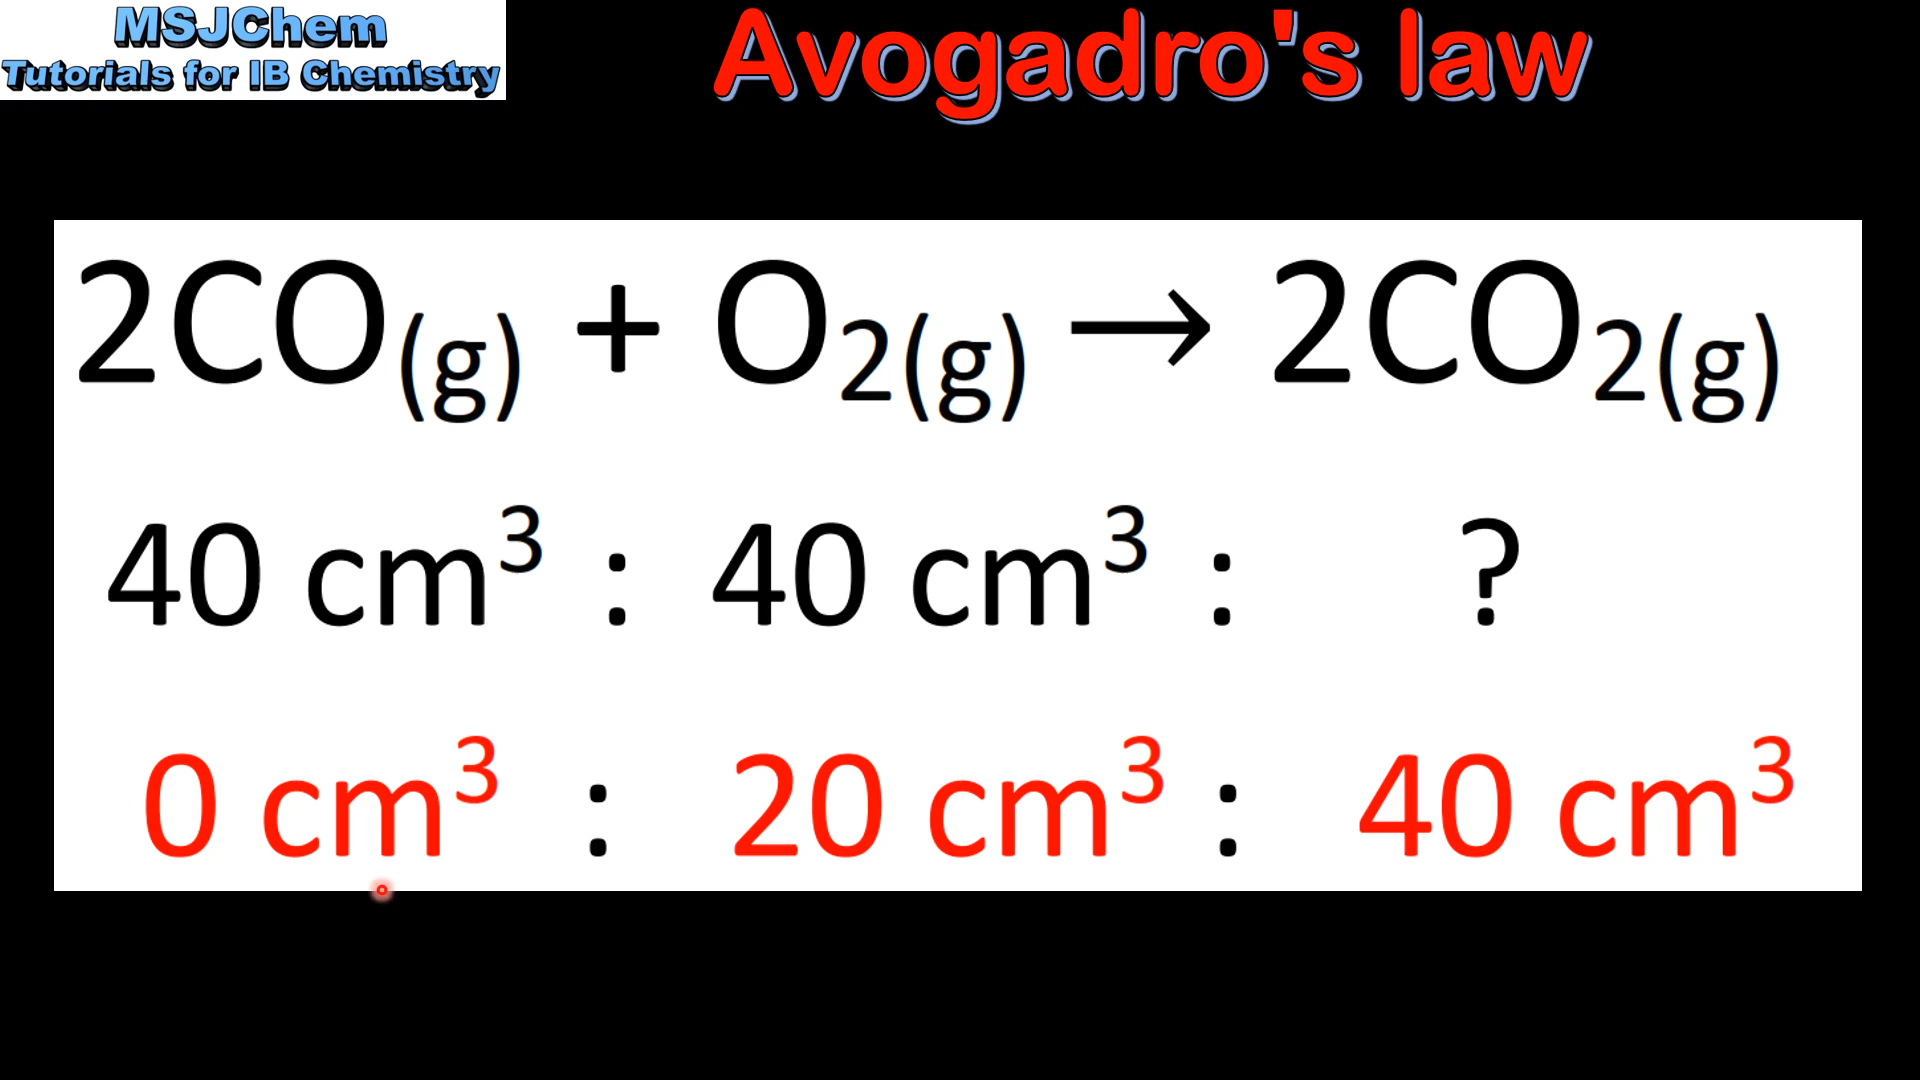 MSJChem
Tutorials for IB Chemistry
Avogadro's law
2CO(g) + O2(g) → 2CO2(g)
40 cm³ : 40 cm³ : ?
0 cm³ : 20 cm³ : 40 cm³